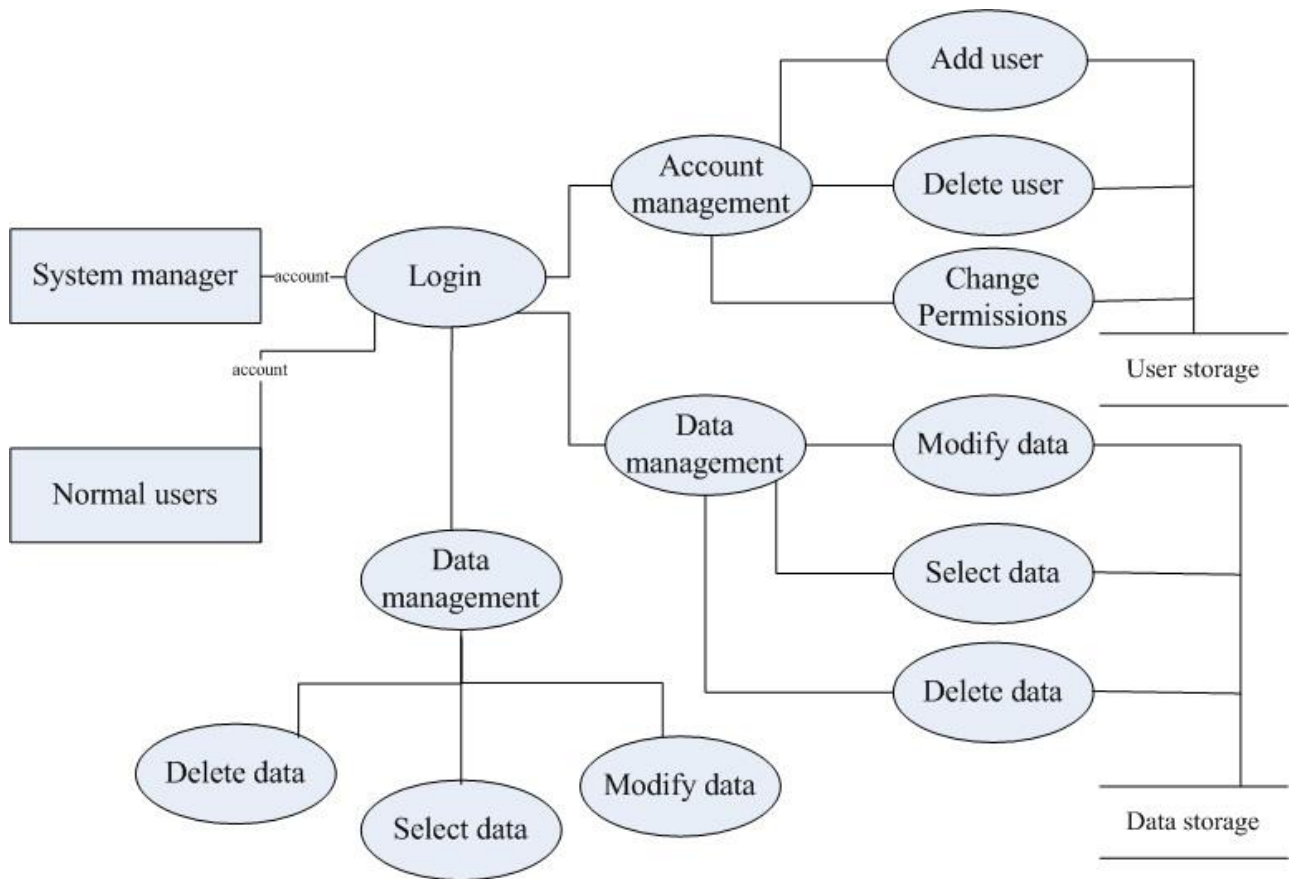 Add user
Account
management
Delete user
System manager
account
Login
Change
Permissions
account
User storage
Normal users
Data
management
Modify data
Data
management
Select data
Delete data
Delete data
Select data
Modify data
Data storage